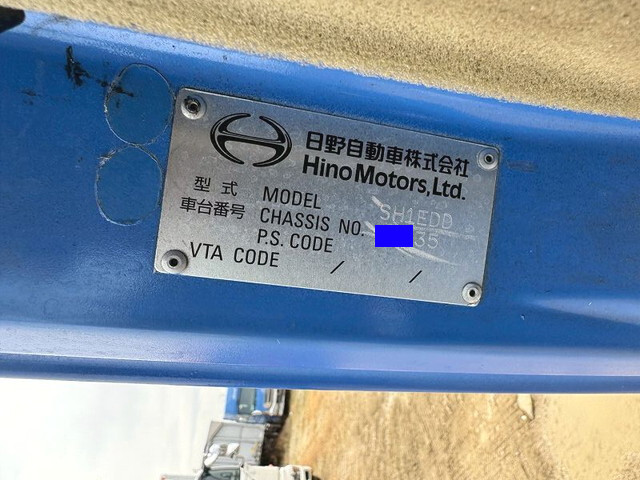 日野自動車株式会社
Hino Motors, Ltd.
型式 MODEL SH1EDD
車台番号 CHASSIS NO. 35
P.S. CODE
VTA CODE / /